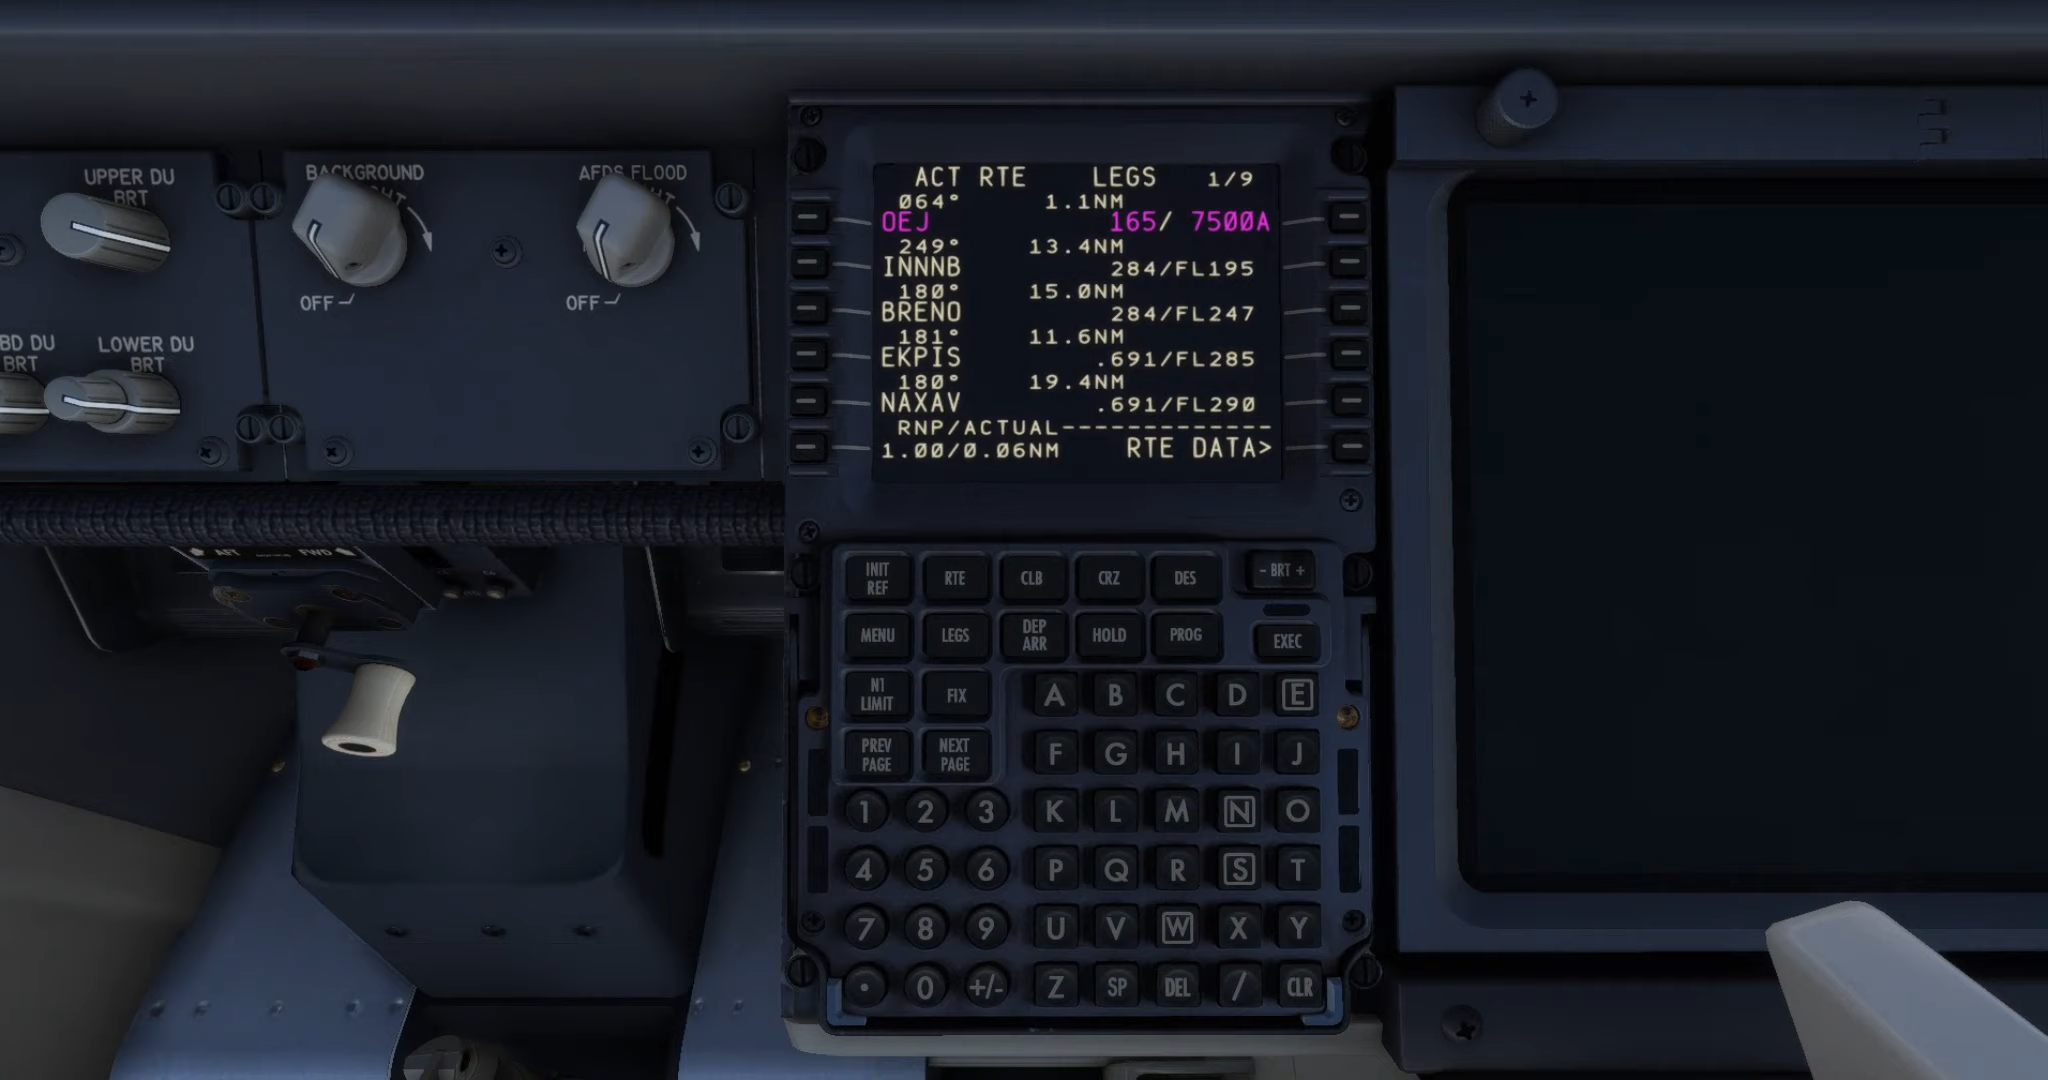 UPPER DU
BRT
BACKGROUND
OFF
AFDS FLOOD
OFF
BD DU
BRT
LOWER DU
BRT
ACT RTE LEGS 1/9
064° 1.1NM
OEJ 165/ 7500A
249° 13.4NM
INNNB 284/FL195
180° 15.0NM
BRENO 284/FL247
181° 11.6NM
EKPIS .691/FL285
180° 19.4NM
NAXAV .691/FL290
RNP/ACTUAL-------------
1.00/0.06NM RTE DATA>
AFT
FWD
INIT
REF
RTE
CLB
CRZ
DES
- BRT +
MENU
LEGS
DEP
ARR
HOLD
PROG
EXEC
N1
LIMIT
FIX
A B C D E
PREV
PAGE
NEXT
PAGE
F G H I J
1 2 3 K L M N O
4 5 6 P Q R S T
7 8 9 U V W X Y
. 0 +/- Z SP DEL / CLR